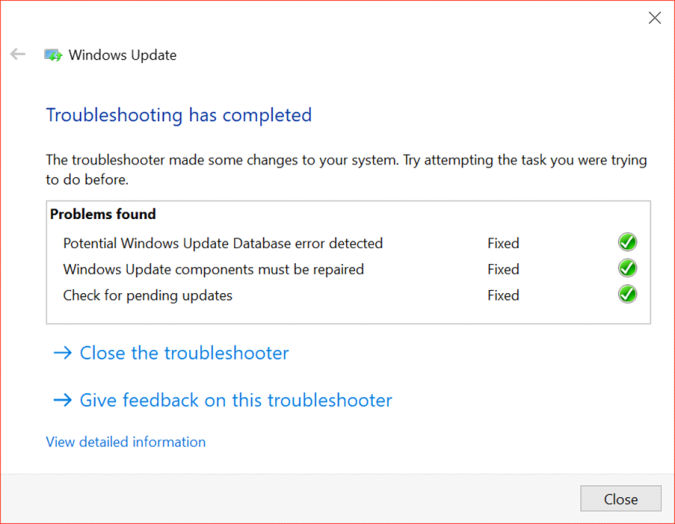 Windows Update
Troubleshooting has completed
The troubleshooter made some changes to your system. Try attempting the task you were trying
to do before.
Problems found
Potential Windows Update Database error detected Fixed
Windows Update components must be repaired Fixed
Check for pending updates Fixed
Close the troubleshooter
Give feedback on this troubleshooter
View detailed information
Close